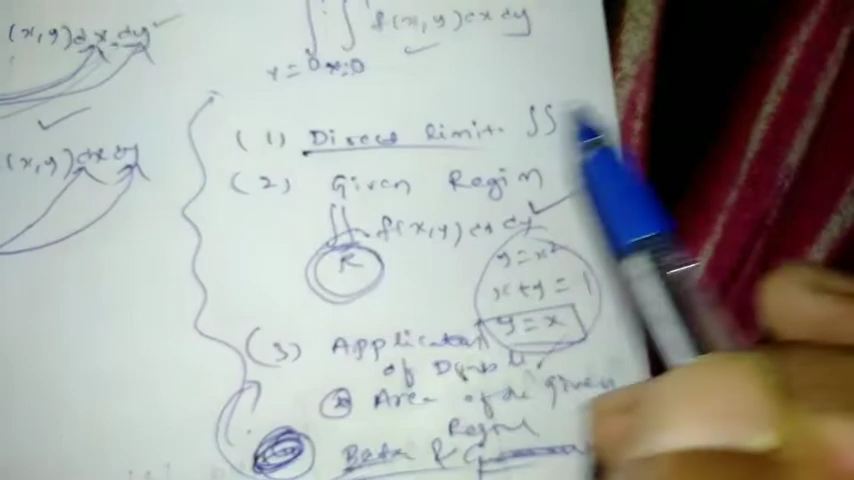 (x,y) dx dy
∫∫ f(x,y) dx dy
x=0
(x,y) dx dy
(1) Direct limits ∫∫
(2) Given Region
∫∫ f(x,y) dx dy
R
y = x²
x + y = 1
y = x
(3) Application
of Double
Area of the given
Region
Beta &